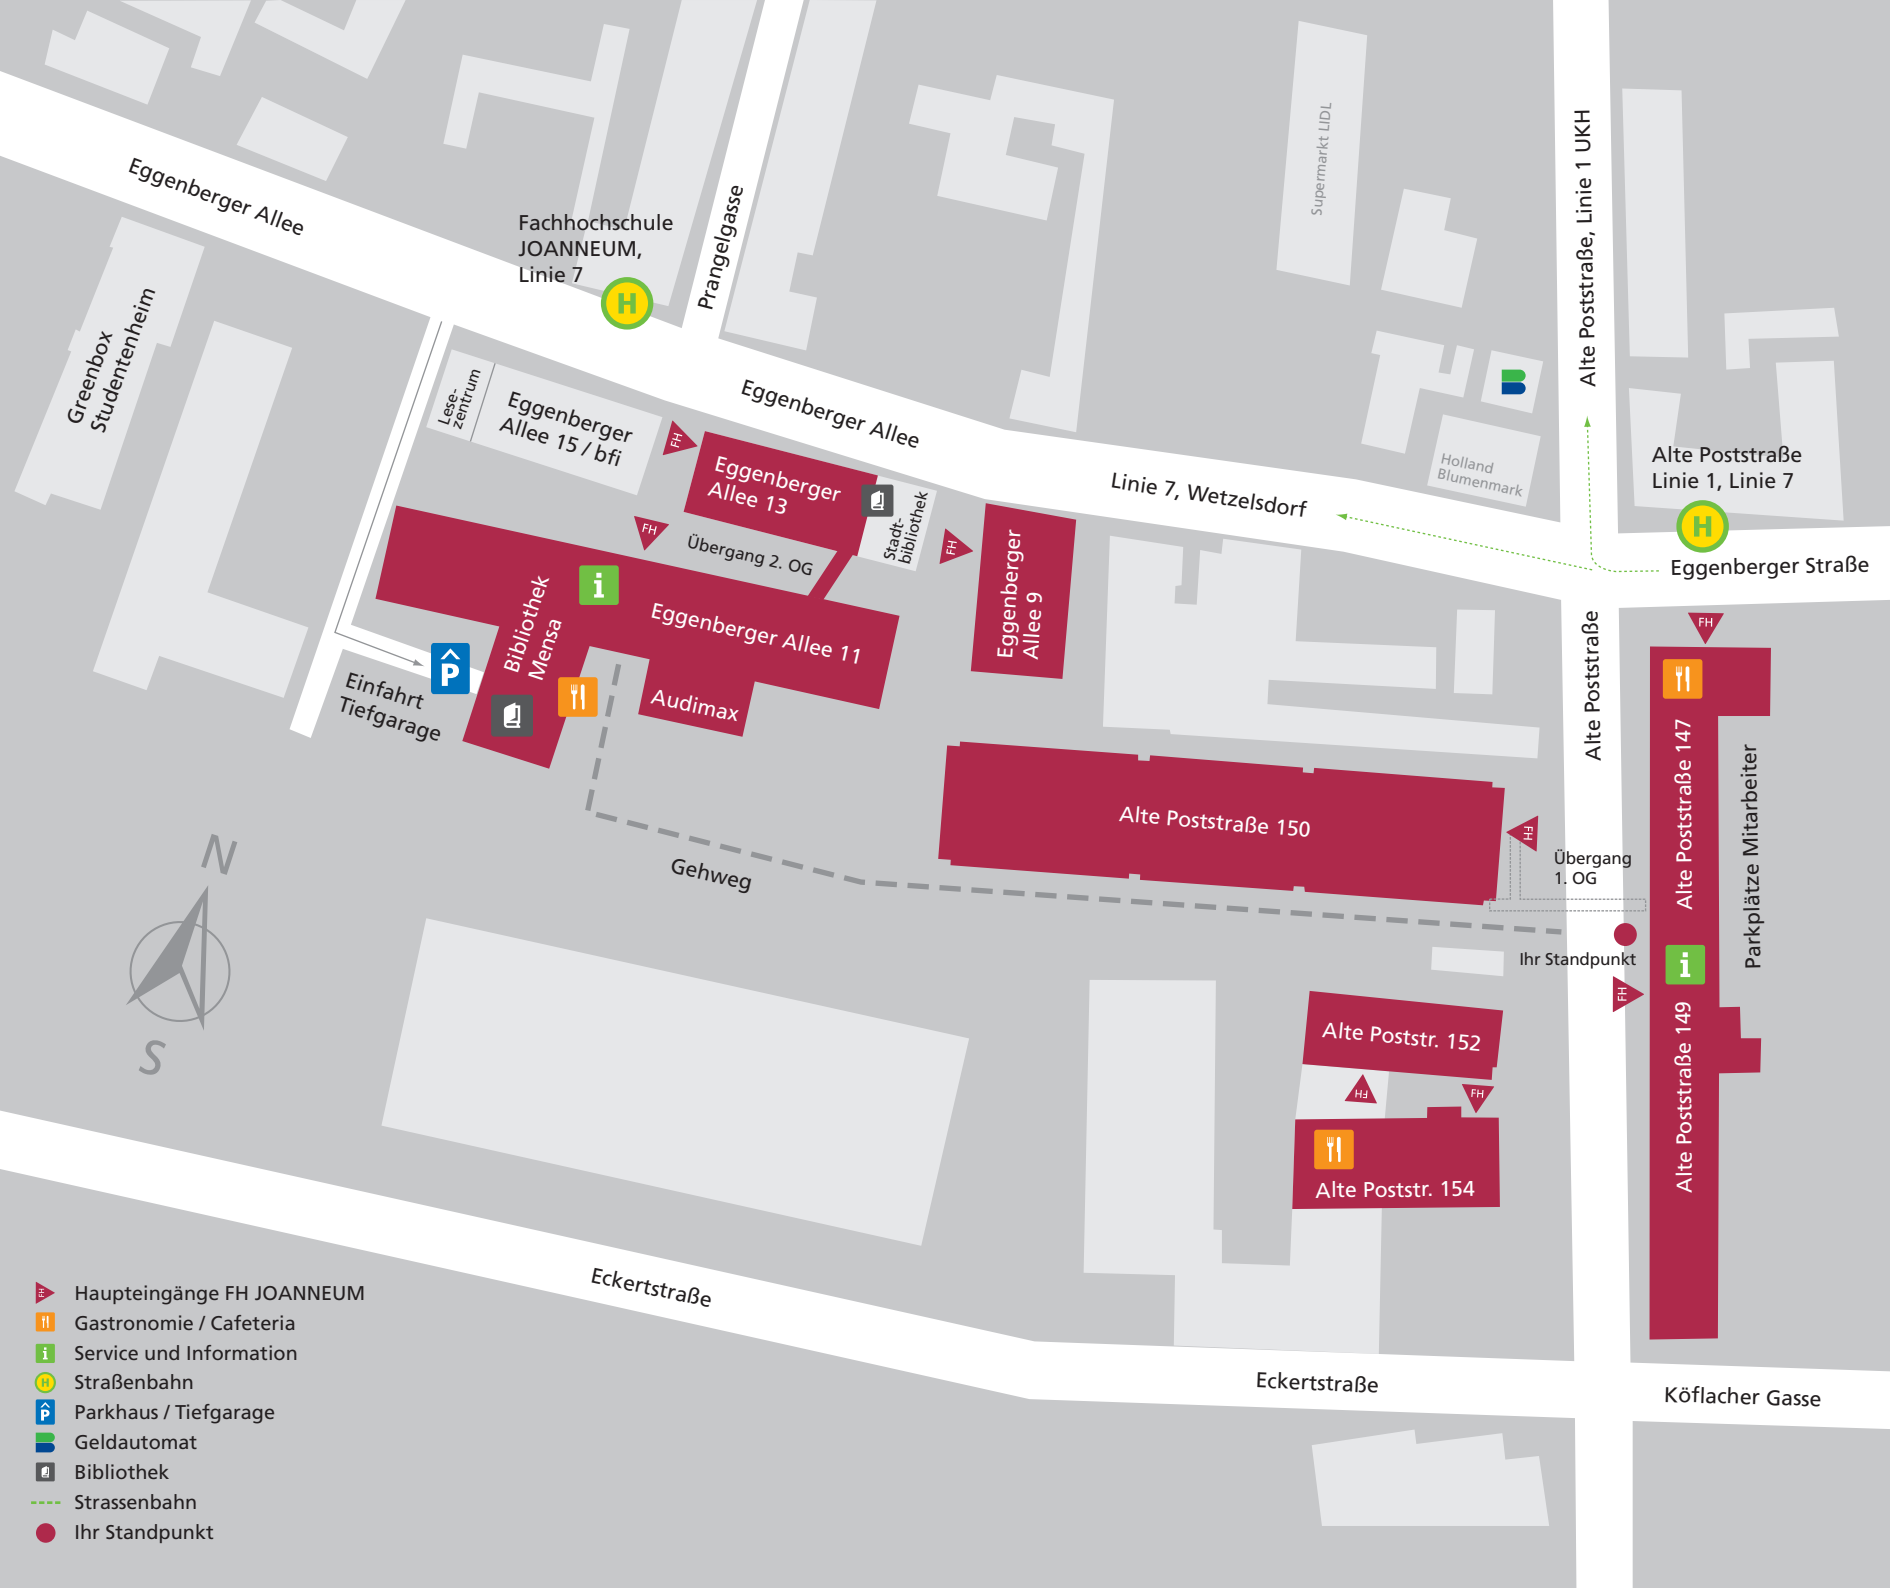 Eggenberger Allee
Fachhochschule
JOANNEUM,
Linie 7
H
Prangelgasse
Supermarkt LIDL
Alte Poststraße, Linie 1 UKH
Greenbox
Studentenheim
Lese-
zentrum
Eggenberger
Allee 15 / bfi
FH
Eggenberger Allee
Eggenberger
Allee 13
Stadt-
bibliothek
FH
Übergang 2. OG
FH
Eggenberger
Allee 9
Linie 7, Wetzelsdorf
Holland
Blumenmark
Alte Poststraße
Linie 1, Linie 7
H
Eggenberger Straße
i
Bibliothek
Mensa
Eggenberger Allee 11
Audimax
P
Einfahrt
Tiefgarage
Alte Poststraße
FH
Alte Poststraße 147
Parkplätze Mitarbeiter
Alte Poststraße 150
FH
Übergang
1. OG
Gehweg
Ihr Standpunkt
i
FH
Alte Poststraße 149
N
S
Alte Poststr. 152
FH
FH
Alte Poststr. 154
Eckertstraße
Eckertstraße
Köflacher Gasse
FH
Haupteingänge FH JOANNEUM
Gastronomie / Cafeteria
i
Service und Information
H
Straßenbahn
P
Parkhaus / Tiefgarage
Geldautomat
Bibliothek
Strassenbahn
Ihr Standpunkt